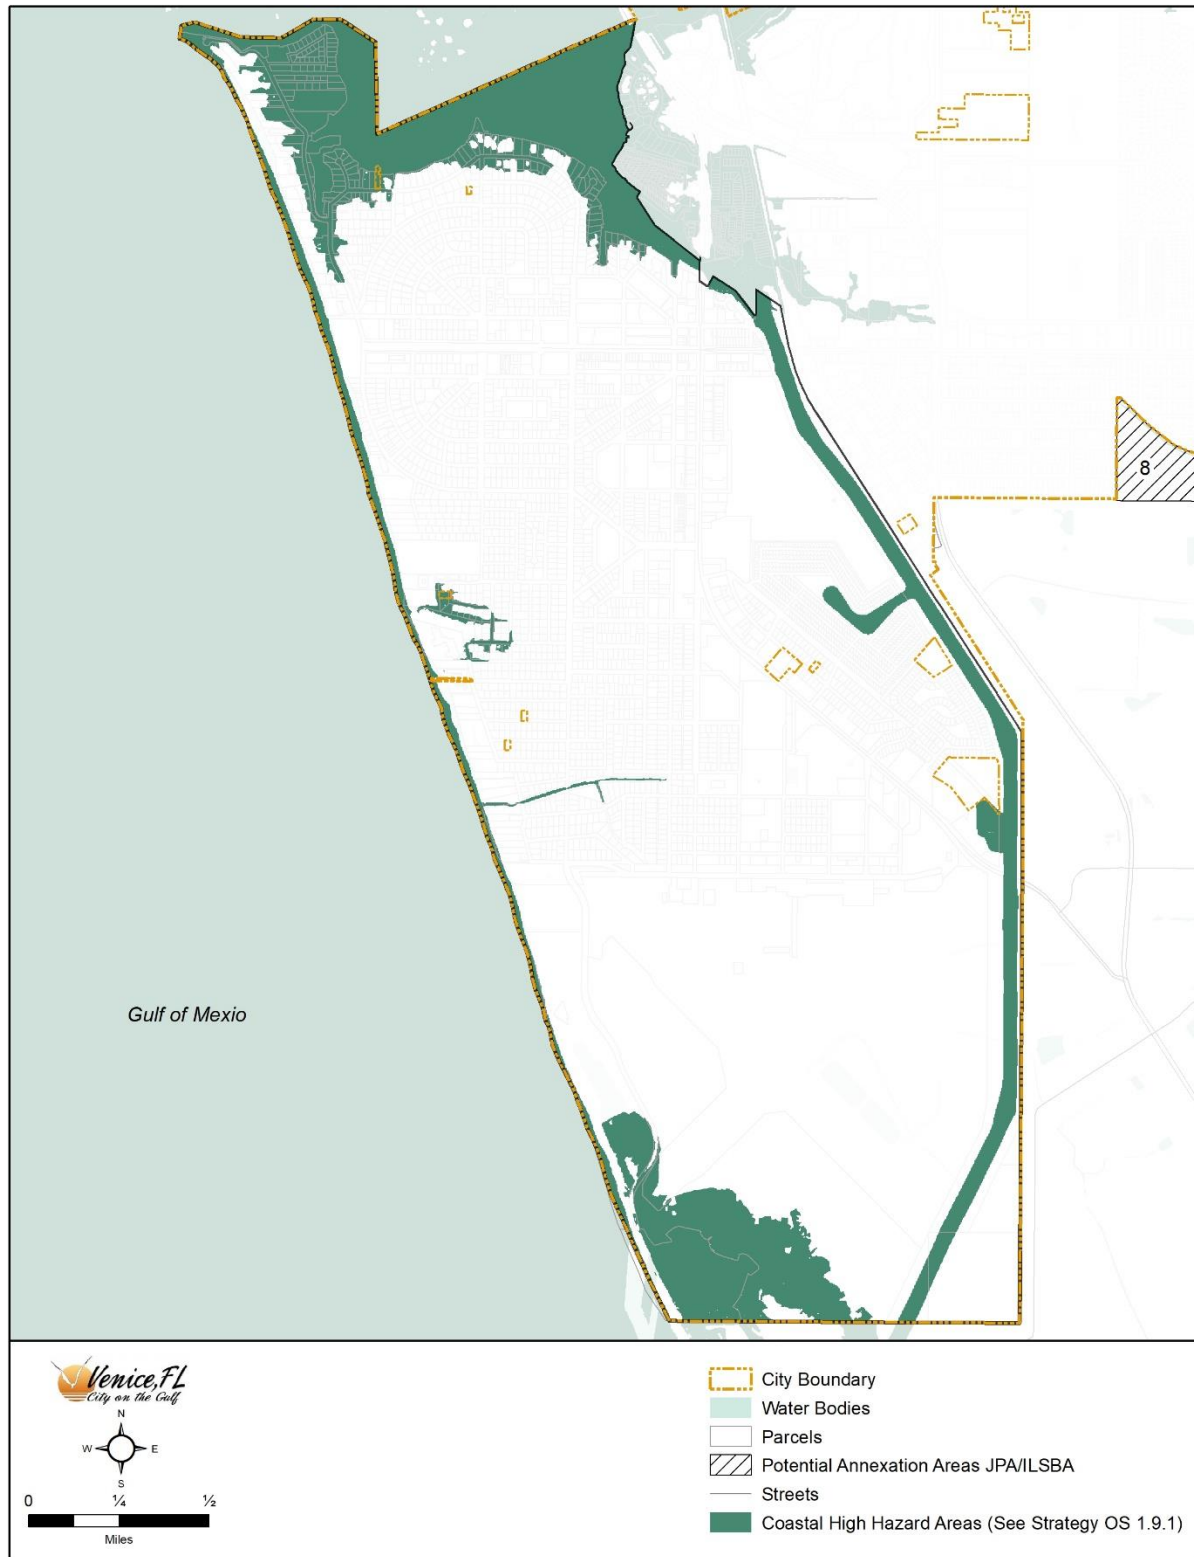 8
Gulf of Mexio
Venice, FL
City on the Gulf
N
W E
S
0 ¼ ½
Miles
City Boundary
Water Bodies
Parcels
Potential Annexation Areas JPA/ILSBA
Streets
Coastal High Hazard Areas (See Strategy OS 1.9.1)